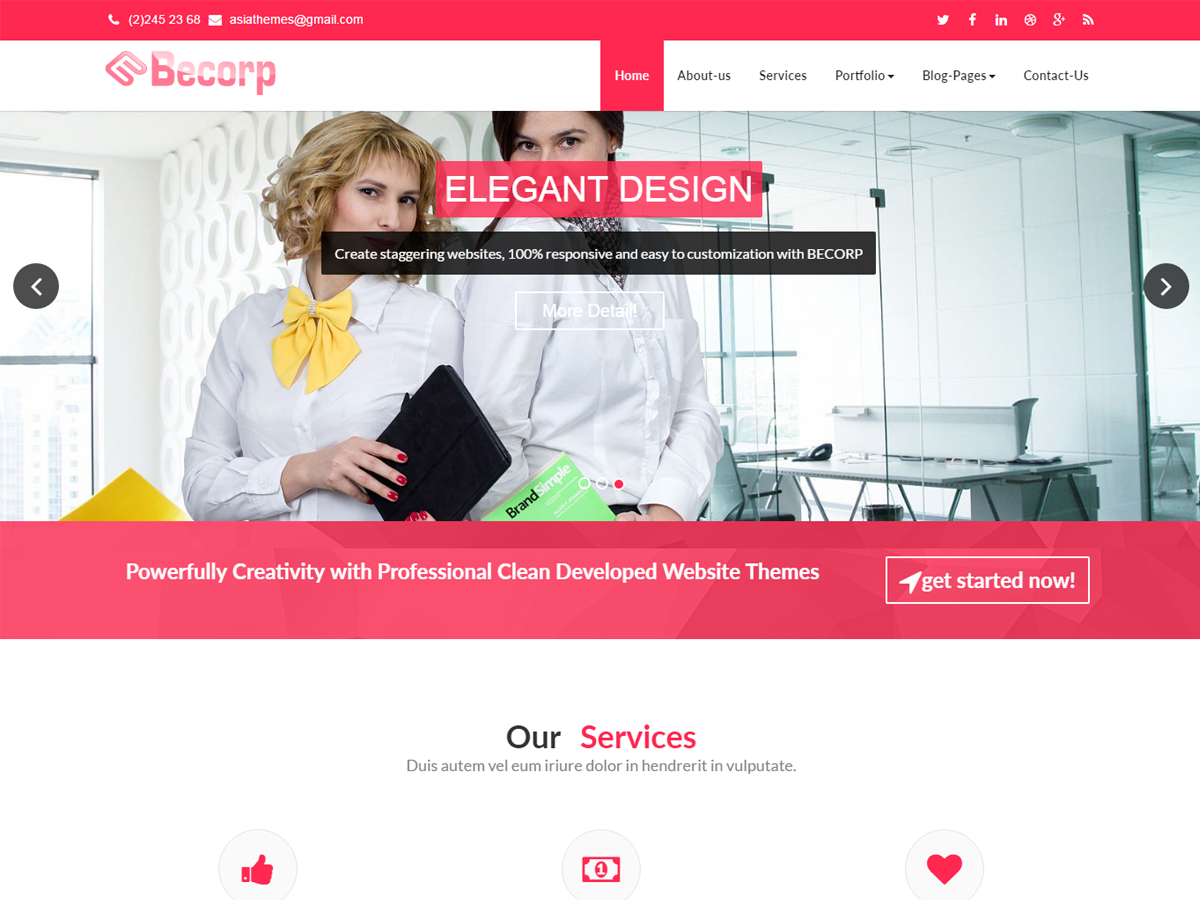 (2)245 23 68 asiathemes@gmail.com
Becorp
Home About-us Services Portfolio Blog-Pages Contact-Us
ELEGANT DESIGN
Create staggering websites, 100% responsive and easy to customization with BECORP
More Detail!
BrandSimple
Powerfully Creativity with Professional Clean Developed Website Themes
get started now!
Our Services
Duis autem vel eum iriure dolor in hendrerit in vulputate.
1